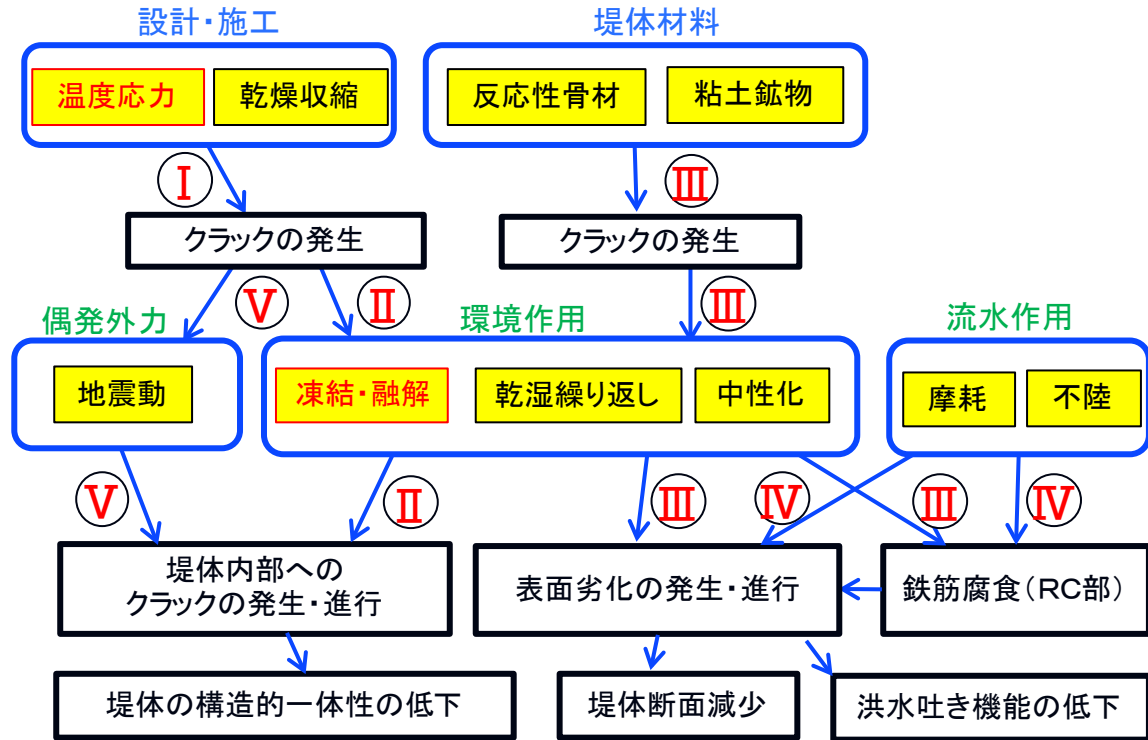 設計・施工
堤体材料
温度応力
乾燥収縮
反応性骨材
粘土鉱物
Ⅰ
Ⅲ
クラックの発生
クラックの発生
Ⅴ
Ⅱ
Ⅲ
偶発外力
環境作用
流水作用
地震動
凍結・融解
乾湿繰り返し
中性化
摩耗
不陸
Ⅴ
Ⅱ
Ⅲ
Ⅳ
Ⅲ
Ⅳ
堤体内部への
クラックの発生・進行
表面劣化の発生・進行
鉄筋腐食（ＲＣ部）
堤体の構造的一体性の低下
堤体断面減少
洪水吐き機能の低下